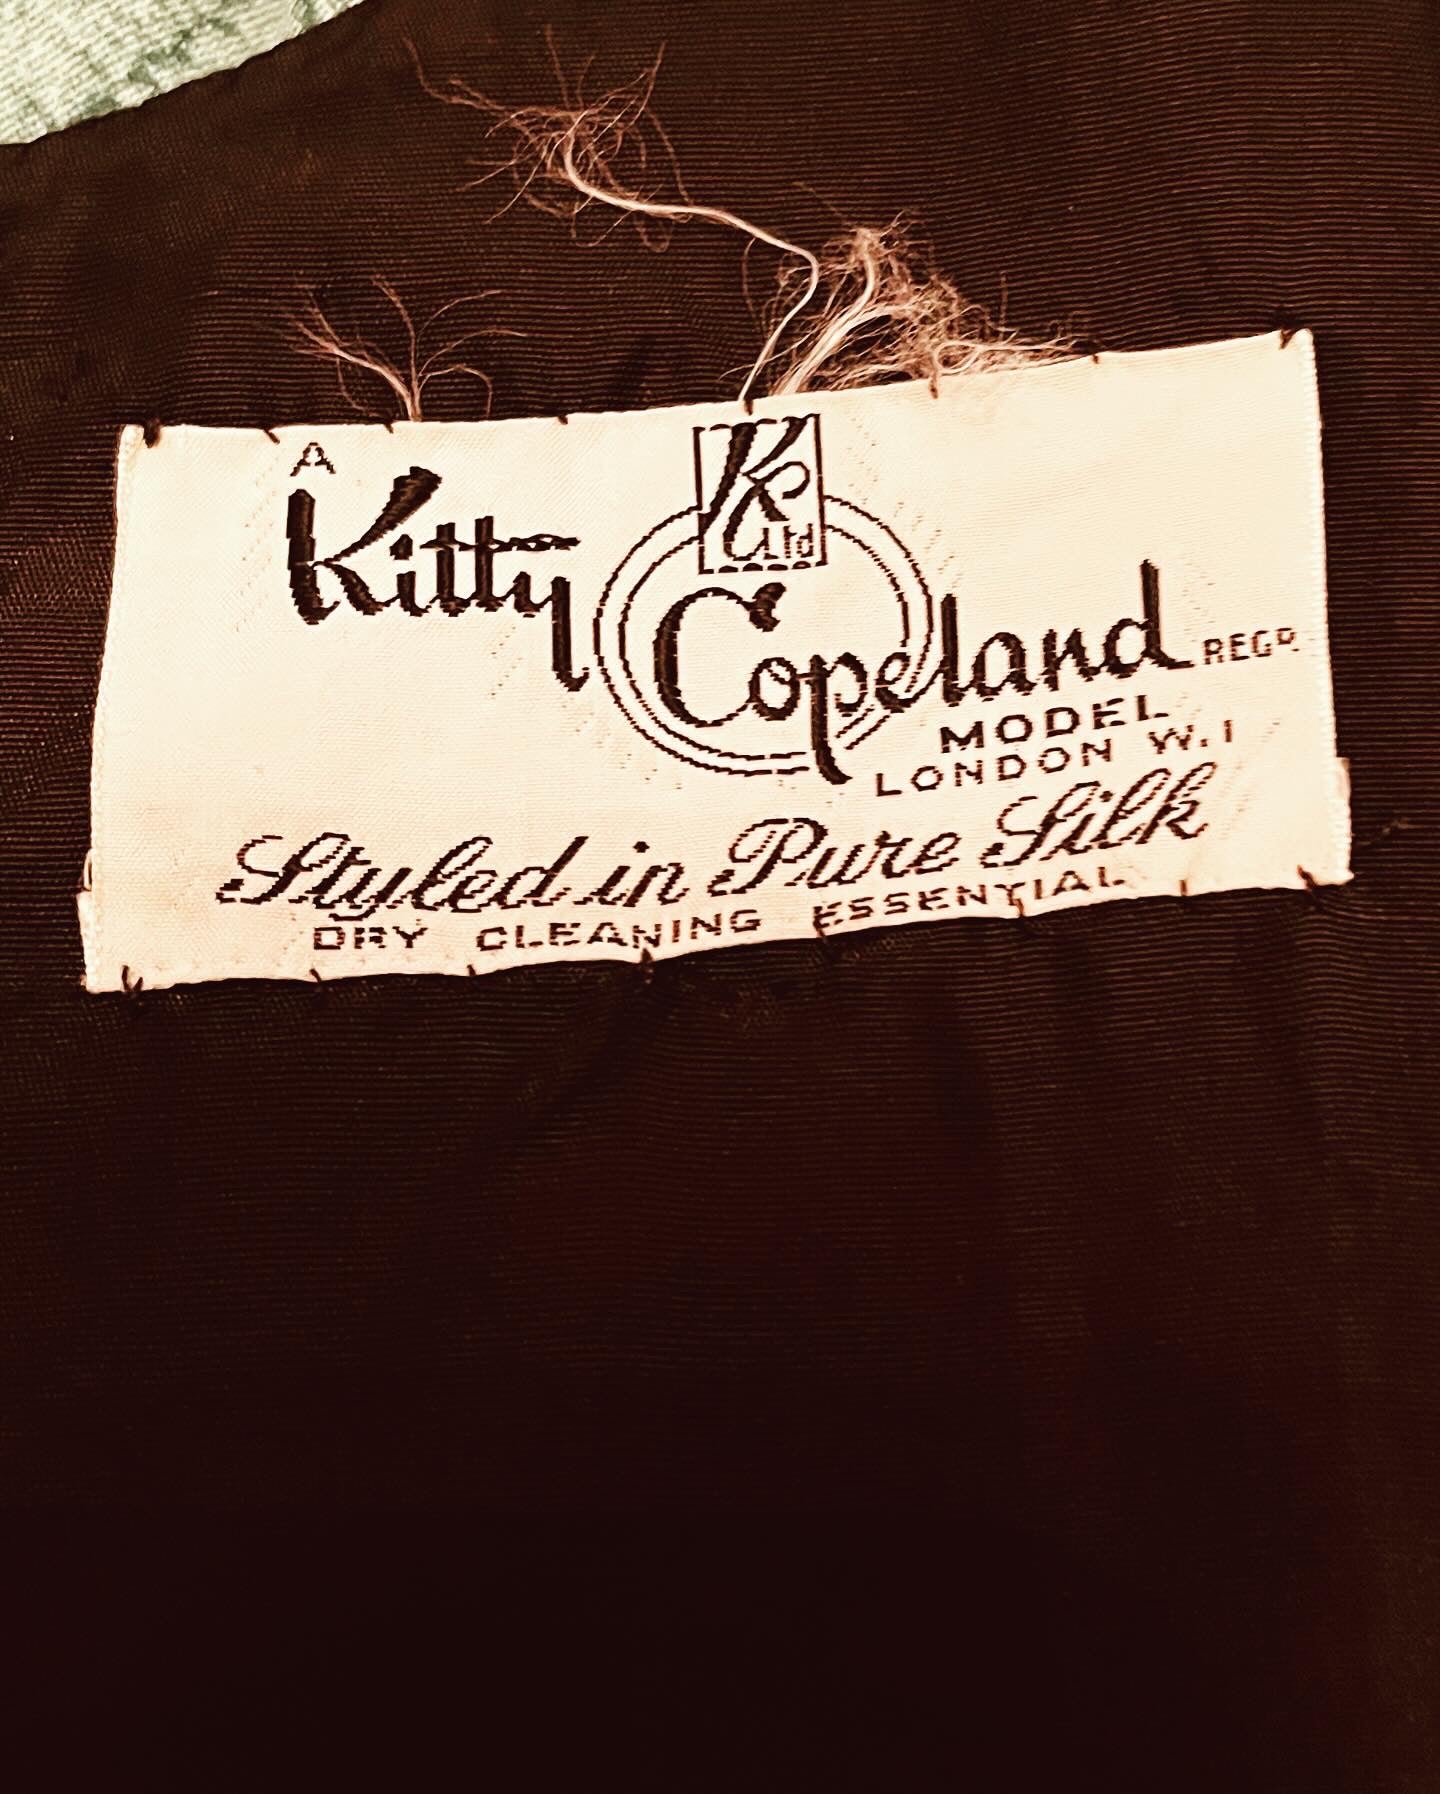 A
Kitty Copeland REGD.
K C Ltd
MODEL
LONDON W.1
Styled in Pure Silk
DRY CLEANING ESSENTIAL